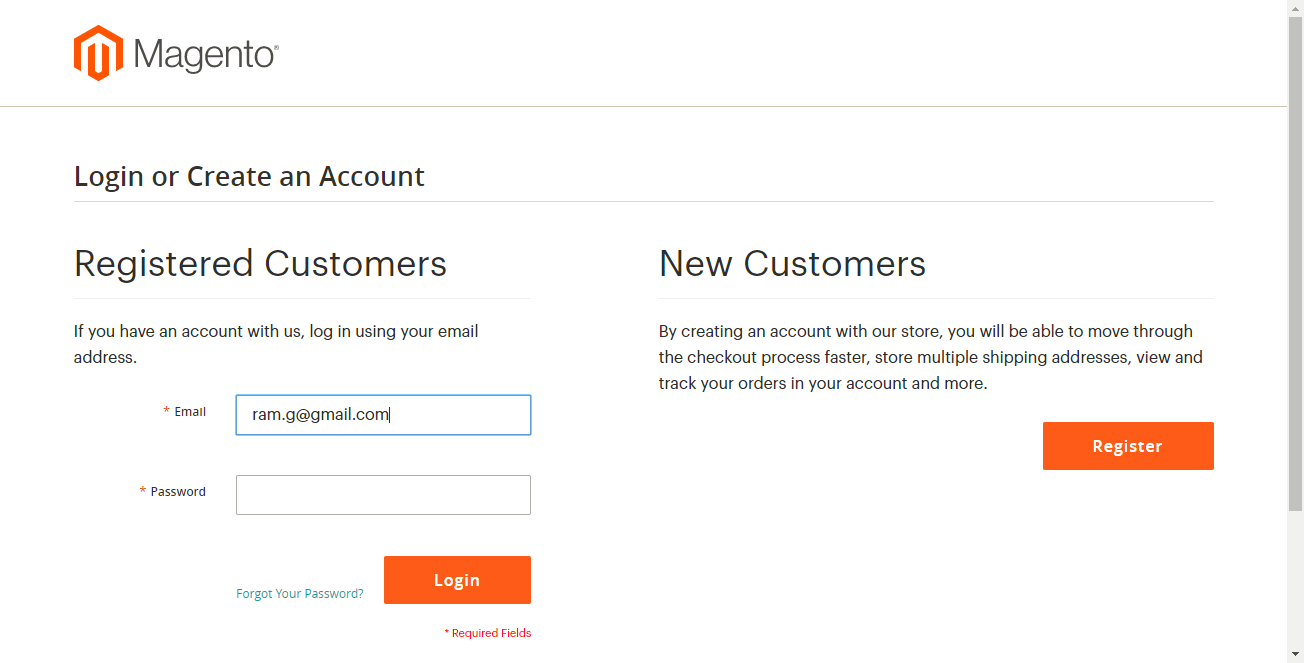 Magento®
Login or Create an Account
Registered Customers
If you have an account with us, log in using your email
address.
* Email
ram.g@gmail.com
* Password
Forgot Your Password?
Login
* Required Fields
New Customers
By creating an account with our store, you will be able to move through
the checkout process faster, store multiple shipping addresses, view and
track your orders in your account and more.
Register